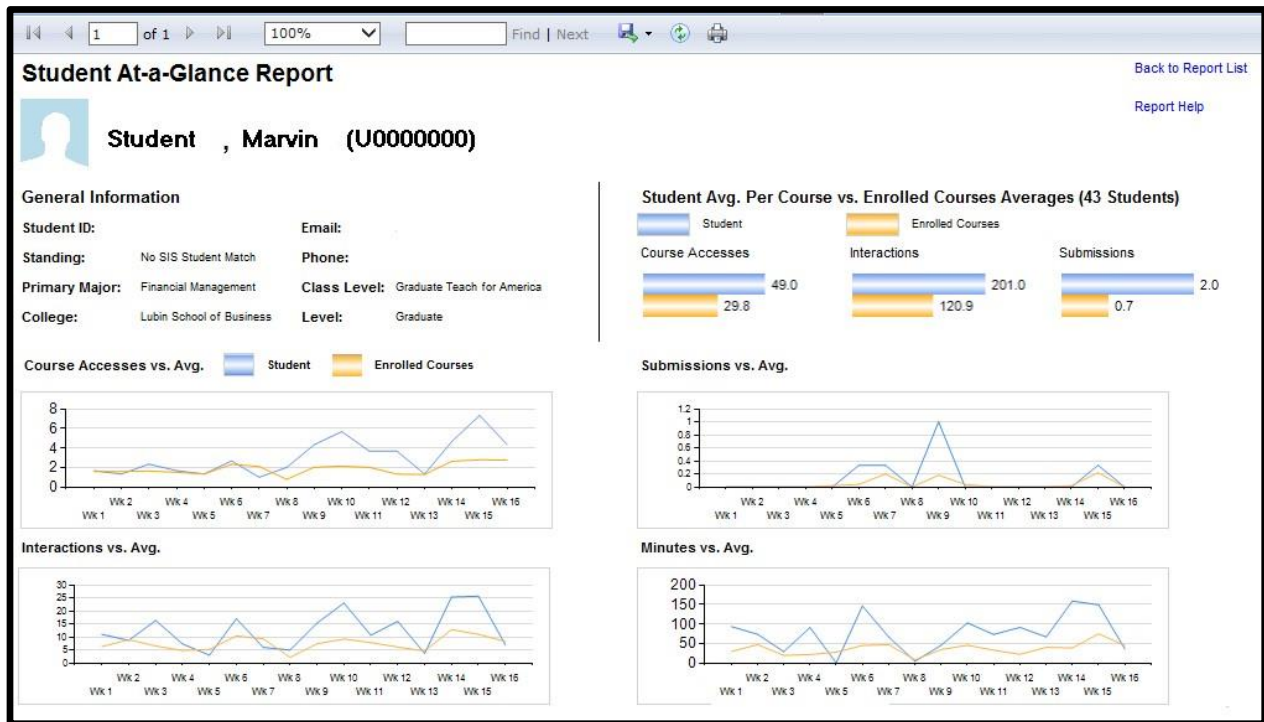 1 of 1 100% Find | Next
Student At-a-Glance Report
Back to Report List
Report Help
Student , Marvin (U0000000)
General Information
Student ID: Email:
Standing: No SIS Student Match Phone:
Primary Major: Financial Management Class Level: Graduate Teach for America
College: Lubin School of Business Level: Graduate
Student Avg. Per Course vs. Enrolled Courses Averages (43 Students)
Student Enrolled Courses
Course Accesses Interactions Submissions
49.0 201.0 2.0
29.8 120.9 0.7
Course Accesses vs. Avg. Student Enrolled Courses
8
6
4
2
0
Wk 2 Wk 4 Wk 6 Wk 8 Wk 10 Wk 12 Wk 14 Wk 16
Wk 1 Wk 3 Wk 5 Wk 7 Wk 9 Wk 11 Wk 13 Wk 15
Submissions vs. Avg.
1.2
1
0.8
0.6
0.4
0.2
0
Wk 2 Wk 4 Wk 6 Wk 8 Wk 10 Wk 12 Wk 14 Wk 16
Wk 1 Wk 3 Wk 5 Wk 7 Wk 9 Wk 11 Wk 13 Wk 15
Interactions vs. Avg.
30
25
20
15
10
5
0
Wk 2 Wk 4 Wk 6 Wk 8 Wk 10 Wk 12 Wk 14 Wk 16
Wk 1 Wk 3 Wk 5 Wk 7 Wk 9 Wk 11 Wk 13 Wk 15
Minutes vs. Avg.
200
150
100
50
0
Wk 2 Wk 4 Wk 6 Wk 8 Wk 10 Wk 12 Wk 14 Wk 16
Wk 1 Wk 3 Wk 5 Wk 7 Wk 9 Wk 11 Wk 13 Wk 15